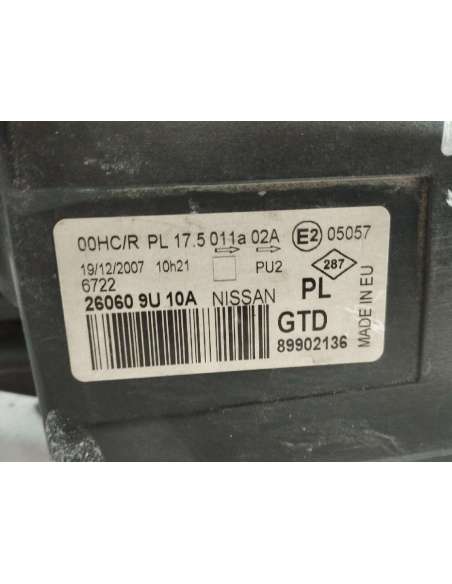 00HC/R PL 17.5 011a 02A E2 05057
19/12/2007 10h21 PU2 287
6722
26060 9U 10A NISSAN PL
GTD
89902136
MADE IN EU